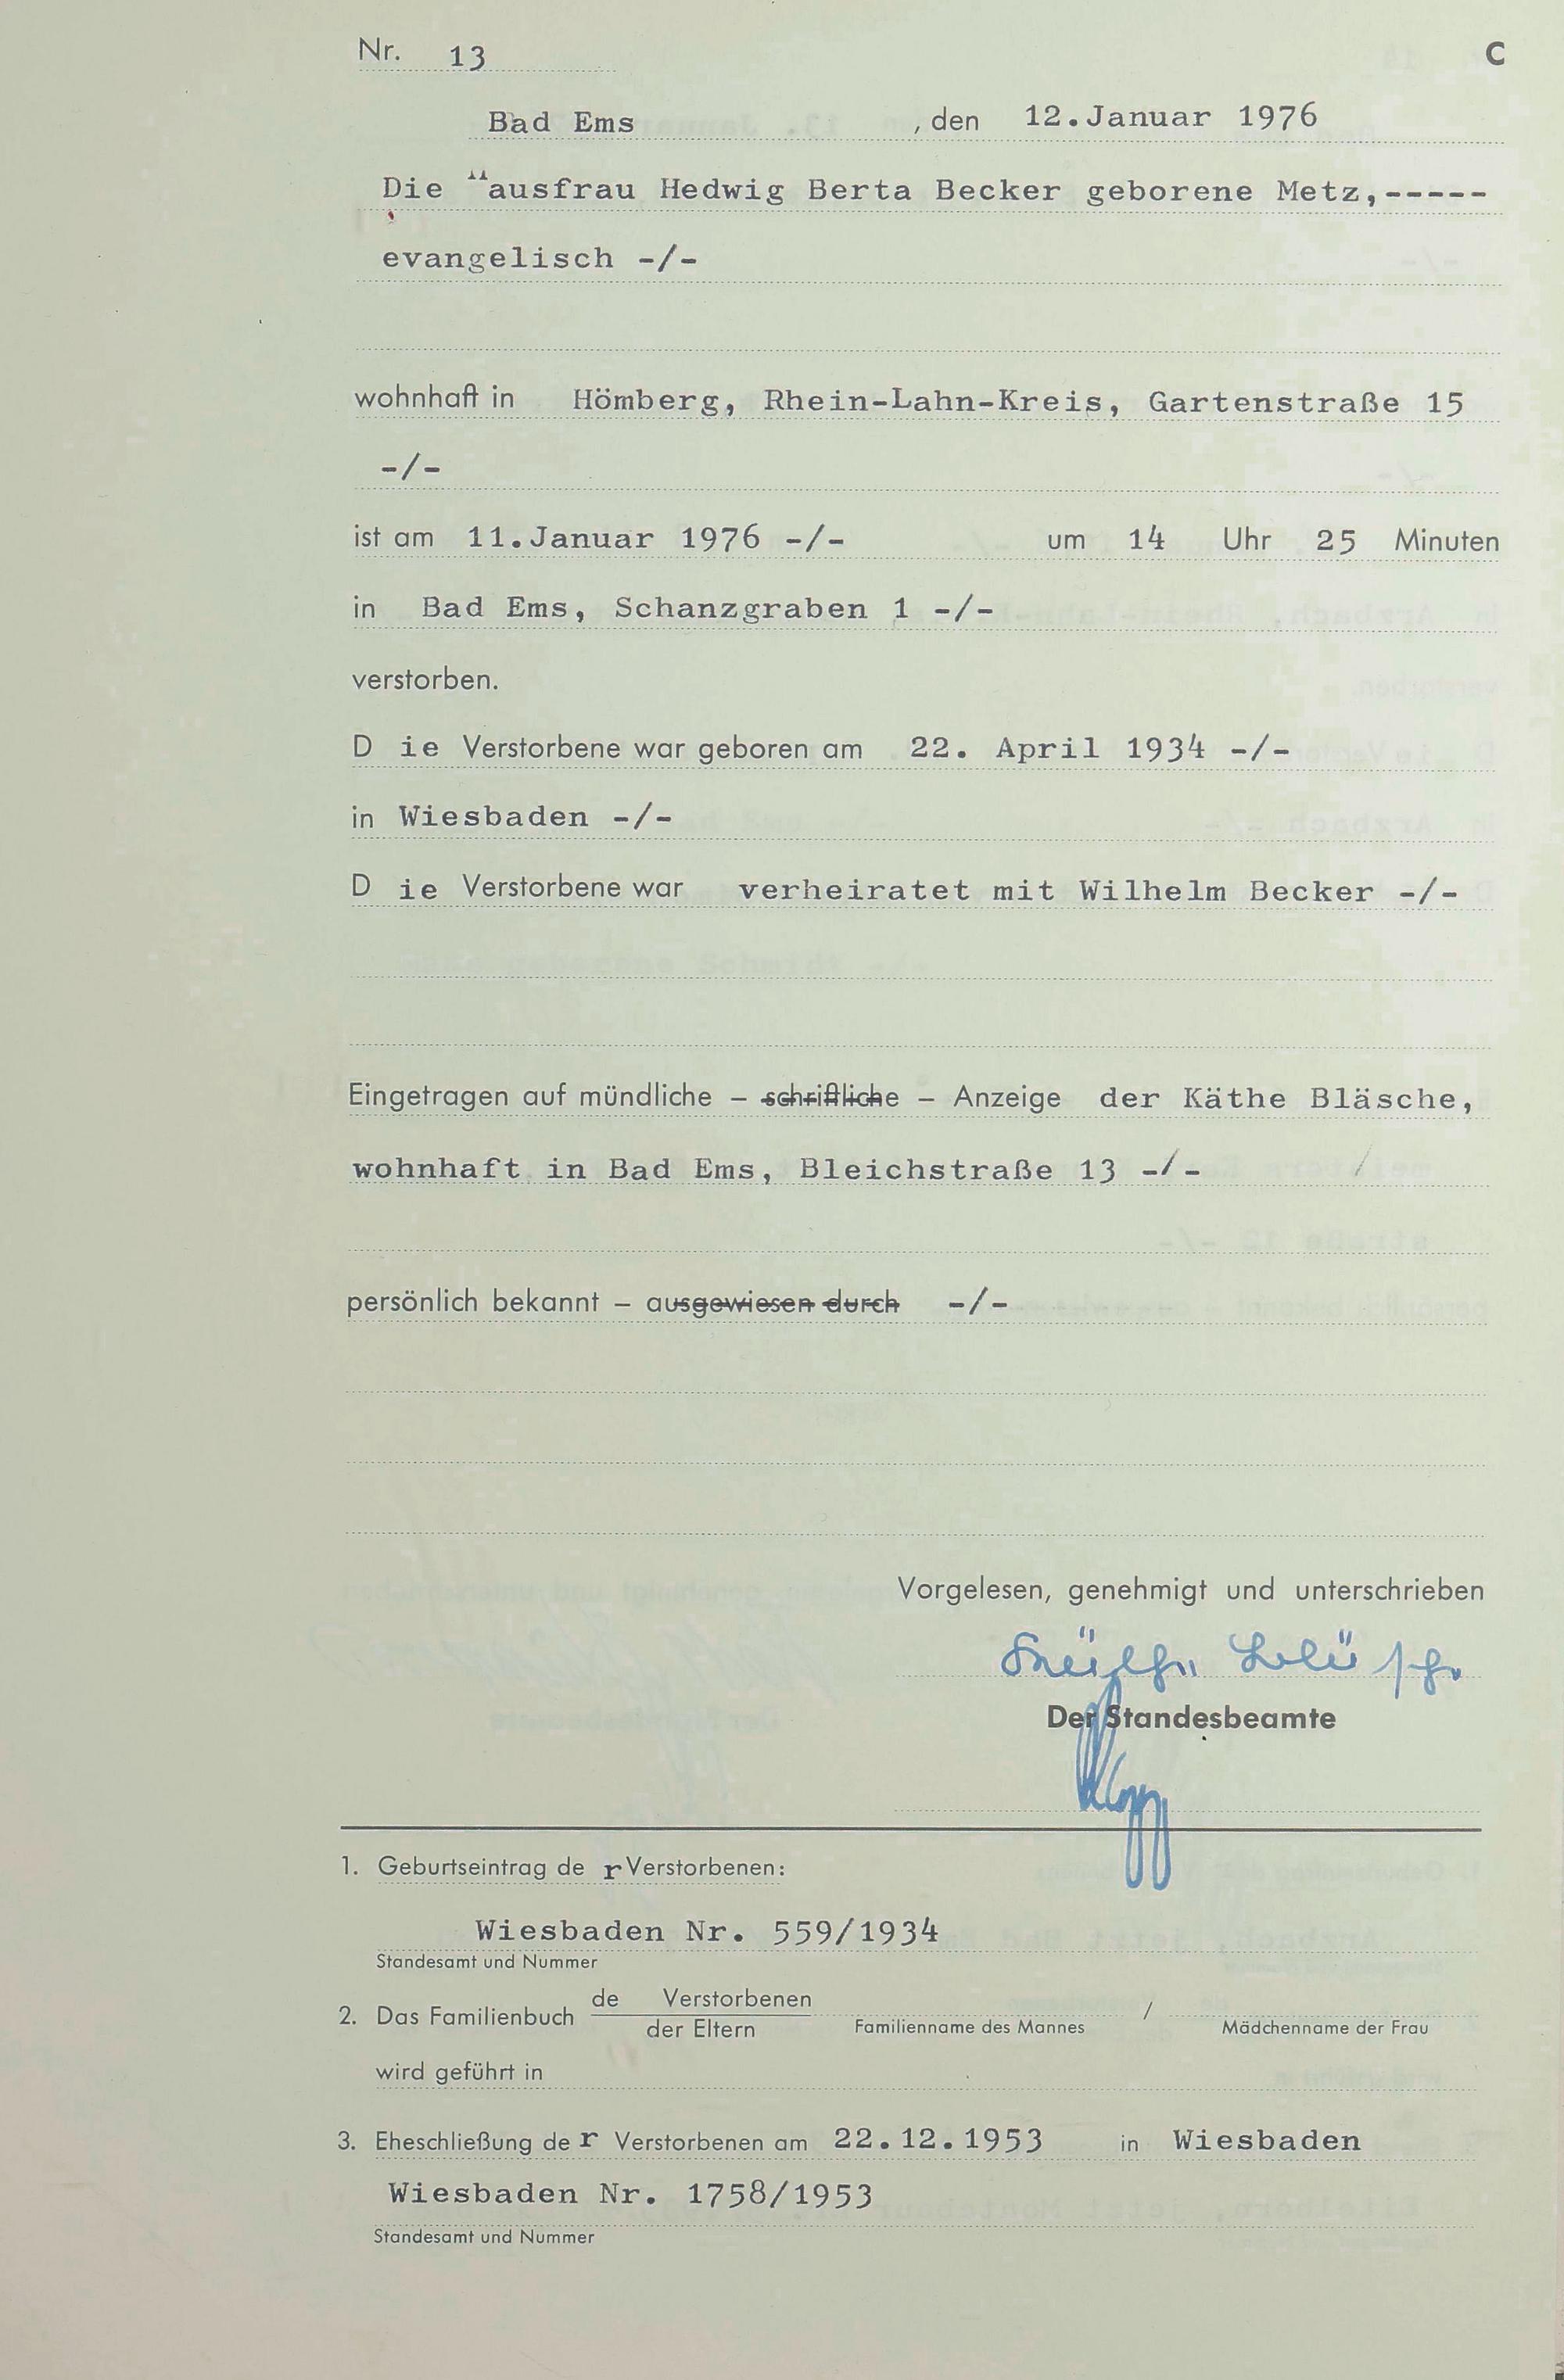 Nr. 13 C
Bad Ems , den 12.Januar 1976
Die Hausfrau Hedwig Berta Becker geborene Metz,-----
evangelisch -/-
wohnhaft in Hömberg, Rhein-Lahn-Kreis, Gartenstraße 15
-/-
ist am 11.Januar 1976 -/- um 14 Uhr 25 Minuten
in Bad Ems, Schanzgraben 1 -/-
verstorben.
D ie Verstorbene war geboren am 22. April 1934 -/-
in Wiesbaden -/-
D ie Verstorbene war verheiratet mit Wilhelm Becker -/-
Eingetragen auf mündliche – schriftliche – Anzeige der Käthe Bläsche,
wohnhaft in Bad Ems, Bleichstraße 13 -/- /
persönlich bekannt – ausgewiesen durch -/-
Vorgelesen, genehmigt und unterschrieben
Der Standesbeamte
1. Geburtseintrag de r Verstorbenen:
Wiesbaden Nr. 559/1934
Standesamt und Nummer
2. Das Familienbuch de Verstorbenen /
der Eltern Familienname des Mannes Mädchenname der Frau
wird geführt in
3. Eheschließung de r Verstorbenen am 22.12.1953 in Wiesbaden
Wiesbaden Nr. 1758/1953
Standesamt und Nummer